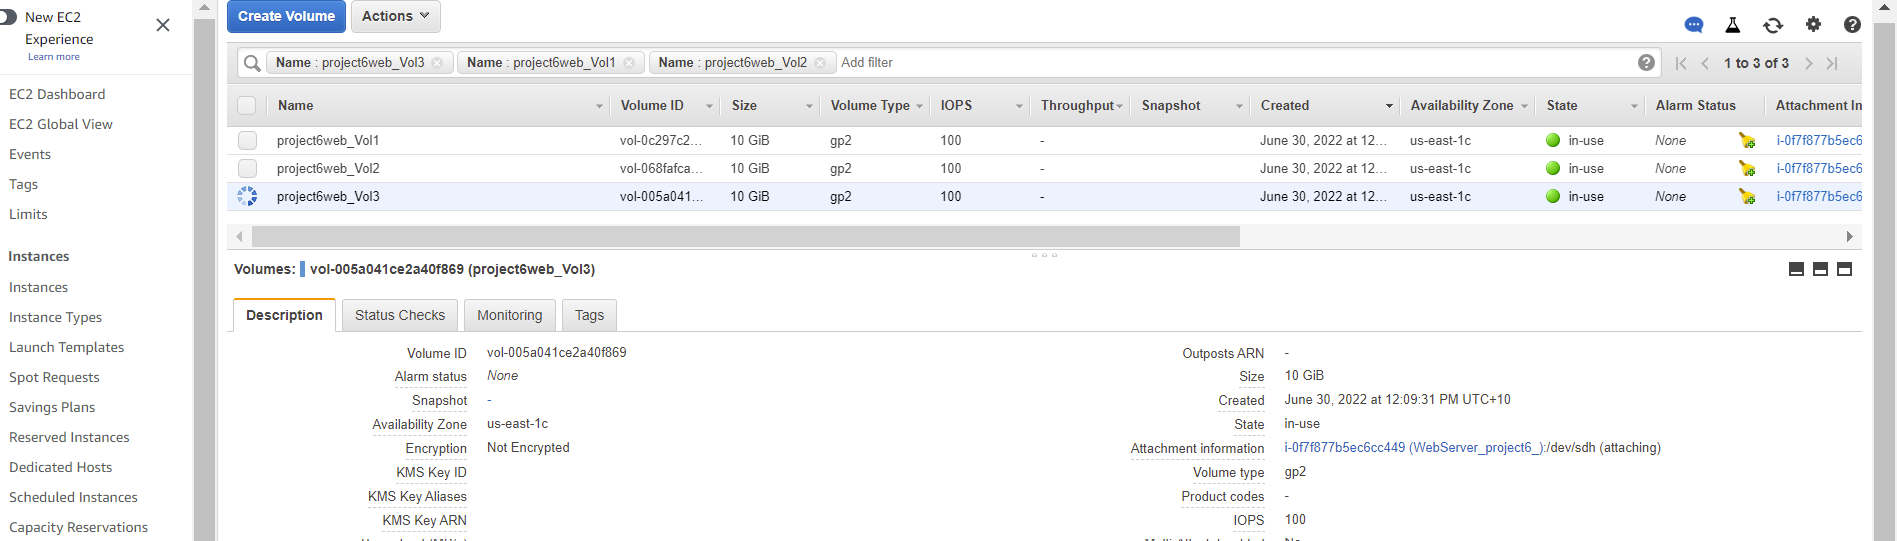 New EC2
Experience
Learn more
EC2 Dashboard
EC2 Global View
Events
Tags
Limits
Instances
Instances
Instance Types
Launch Templates
Spot Requests
Savings Plans
Reserved Instances
Dedicated Hosts
Scheduled Instances
Capacity Reservations
Create Volume Actions
Name : project6web_Vol3 Name : project6web_Vol1 Name : project6web_Vol2 Add filter 1 to 3 of 3
Name Volume ID Size Volume Type IOPS Throughput Snapshot Created Availability Zone State Alarm Status Attachment In
project6web_Vol1 vol-0c297c2... 10 GiB gp2 100 - June 30, 2022 at 12... us-east-1c in-use None i-0f7f877b5ec6
project6web_Vol2 vol-068fafca... 10 GiB gp2 100 - June 30, 2022 at 12... us-east-1c in-use None i-0f7f877b5ec6
project6web_Vol3 vol-005a041... 10 GiB gp2 100 - June 30, 2022 at 12... us-east-1c in-use None i-0f7f877b5ec6
Volumes: vol-005a041ce2a40f869 (project6web_Vol3)
Description Status Checks Monitoring Tags
Volume ID vol-005a041ce2a40f869
Alarm status None
Snapshot -
Availability Zone us-east-1c
Encryption Not Encrypted
KMS Key ID
KMS Key Aliases
KMS Key ARN
Outposts ARN -
Size 10 GiB
Created June 30, 2022 at 12:09:31 PM UTC+10
State in-use
Attachment information i-0f7f877b5ec6cc449 (WebServer_project6_):/dev/sdh (attaching)
Volume type gp2
Product codes -
IOPS 100